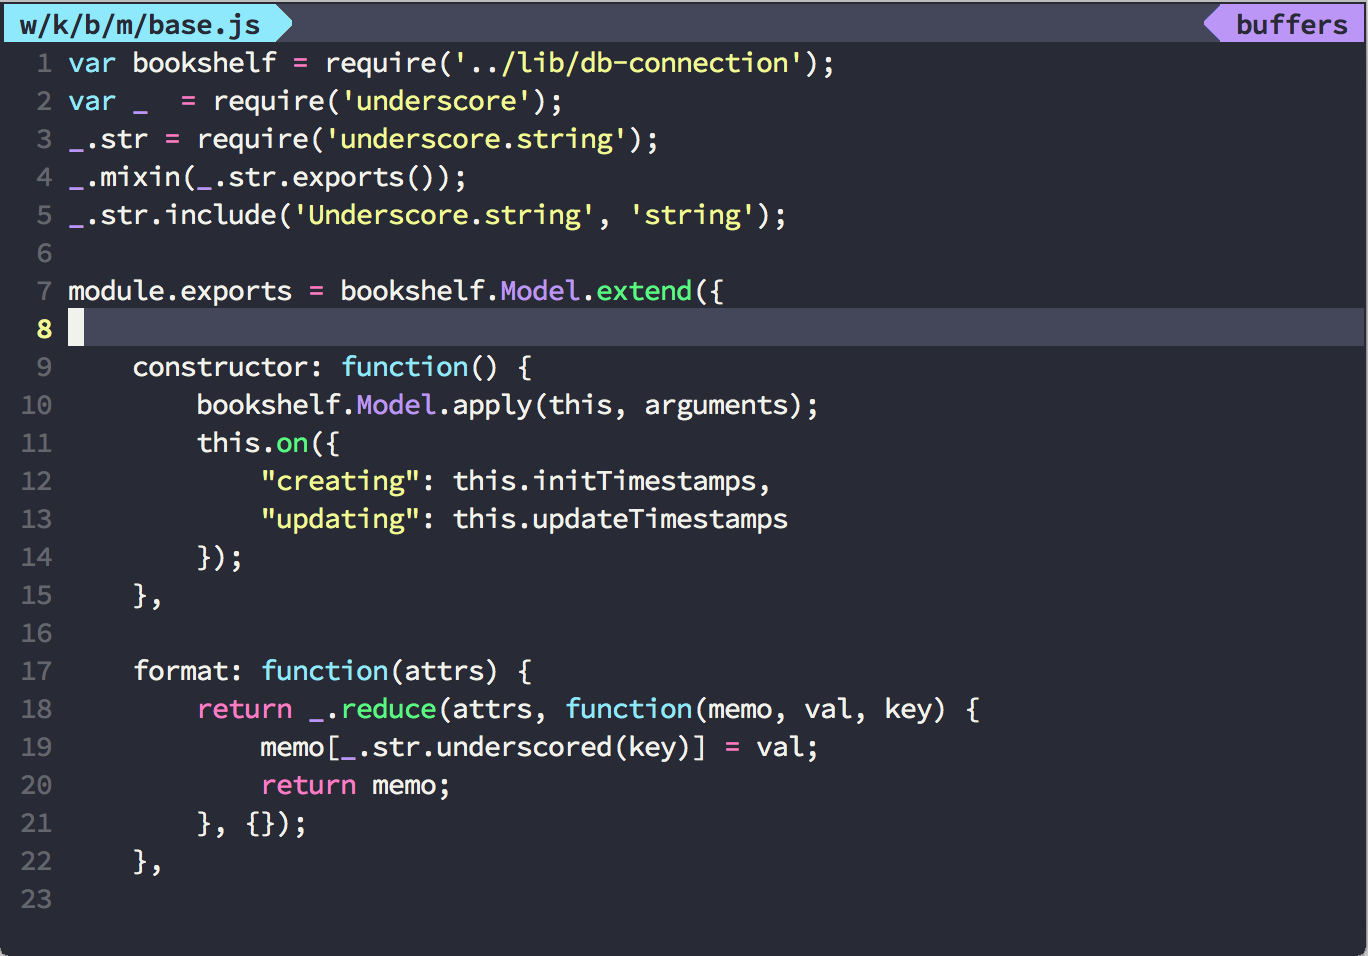 w/k/b/m/base.js buffers
1 var bookshelf = require('../lib/db-connection');
2 var _  = require('underscore');
3 _.str = require('underscore.string');
4 _.mixin(_.str.exports());
5 _.str.include('Underscore.string', 'string');
6
7 module.exports = bookshelf.Model.extend({
8
9     constructor: function() {
10         bookshelf.Model.apply(this, arguments);
11         this.on({
12             "creating": this.initTimestamps,
13             "updating": this.updateTimestamps
14         });
15     },
16
17     format: function(attrs) {
18         return _.reduce(attrs, function(memo, val, key) {
19             memo[_.str.underscored(key)] = val;
20             return memo;
21         }, {});
22     },
23